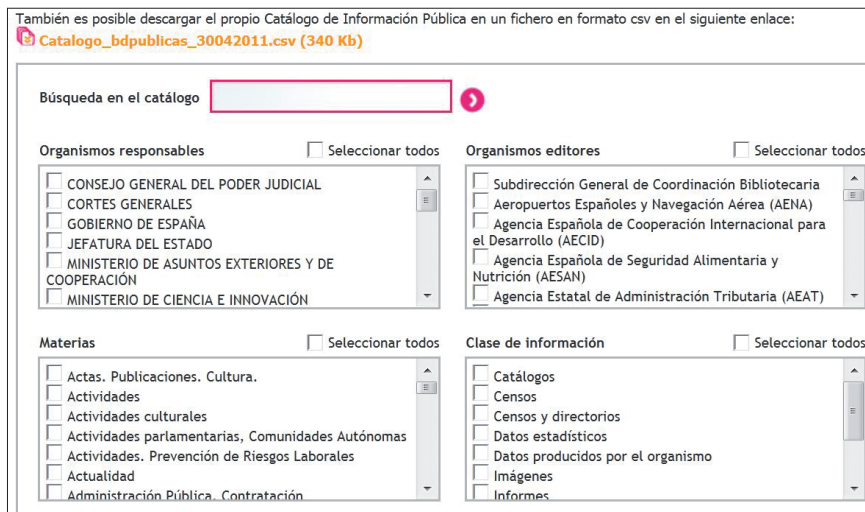 También es posible descargar el propio Catálogo de Información Pública en un fichero en formato csv en el siguiente enlace:
Catalogo_bdpublicas_30042011.csv (340 Kb)
Búsqueda en el catálogo
Organismos responsables
Seleccionar todos
CONSEJO GENERAL DEL PODER JUDICIAL
CORTES GENERALES
GOBIERNO DE ESPAÑA
JEFATURA DEL ESTADO
MINISTERIO DE ASUNTOS EXTERIORES Y DE
COOPERACIÓN
MINISTERIO DE CIENCIA E INNOVACIÓN
Organismos editores
Seleccionar todos
Subdirección General de Coordinación Bibliotecaria
Aeropuertos Españoles y Navegación Aérea (AENA)
Agencia Española de Cooperación Internacional para
el Desarrollo (AECID)
Agencia Española de Seguridad Alimentaria y
Nutrición (AESAN)
Agencia Estatal de Administración Tributaria (AEAT)
Materias
Seleccionar todos
Actas. Publicaciones. Cultura.
Actividades
Actividades culturales
Actividades parlamentarias, Comunidades Autónomas
Actividades. Prevención de Riesgos Laborales
Actualidad
Administración Pública. Contratación
Clase de información
Seleccionar todos
Catálogos
Censos
Censos y directorios
Datos estadísticos
Datos producidos por el organismo
Imágenes
Informes